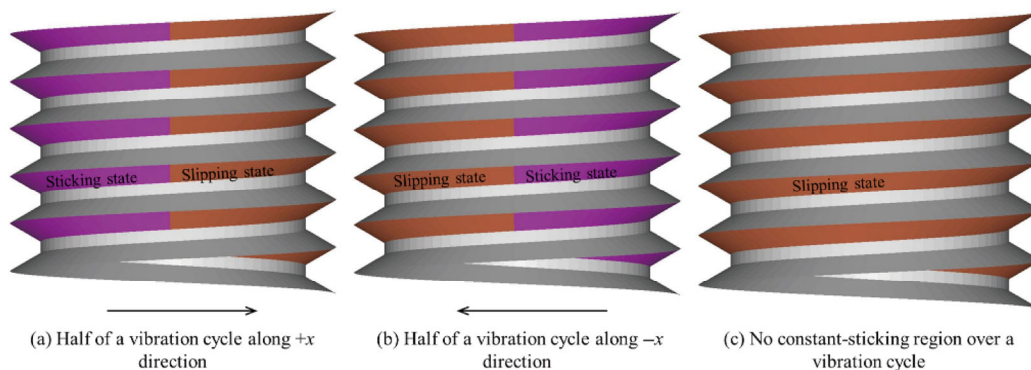 Sticking state
Slipping state
Slipping state
Sticking state
Slipping state
(a) Half of a vibration cycle along +x
direction
(b) Half of a vibration cycle along –x
direction
(c) No constant-sticking region over a
vibration cycle